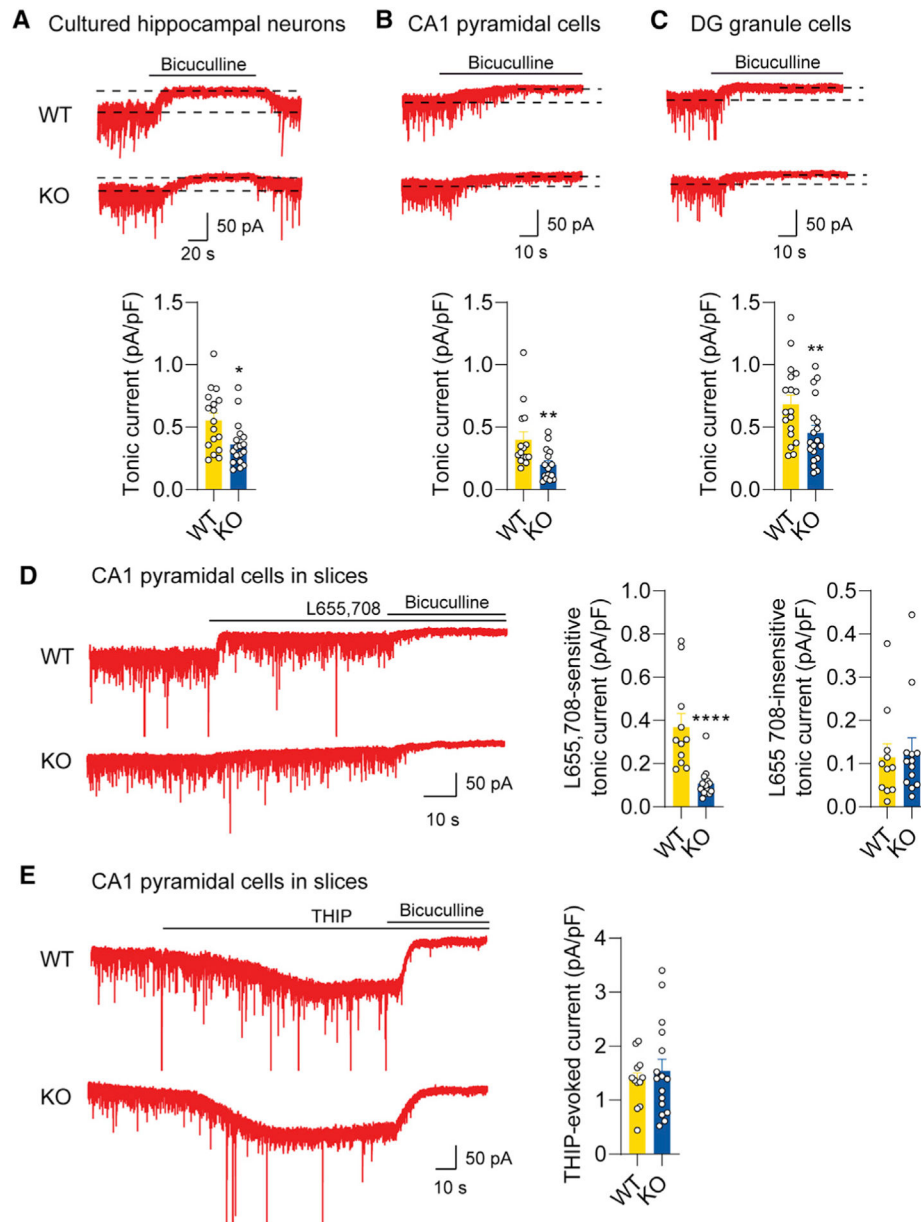 A Cultured hippocampal neurons
Bicuculline
WT
KO
50 pA
20 s
Tonic current (pA/pF)
1.5
1.0
0.5
0.0
*
WT
KO
B CA1 pyramidal cells
Bicuculline
50 pA
10 s
Tonic current (pA/pF)
1.5
1.0
0.5
0.0
**
WT
KO
C DG granule cells
Bicuculline
50 pA
10 s
Tonic current (pA/pF)
1.5
1.0
0.5
0.0
**
WT
KO
D CA1 pyramidal cells in slices
L655,708
Bicuculline
WT
KO
50 pA
10 s
L655,708-sensitive
tonic current (pA/pF)
1.0
0.8
0.6
0.4
0.2
0.0
****
WT
KO
L655 708-insensitive
tonic current (pA/pF)
0.5
0.4
0.3
0.2
0.1
0.0
WT
KO
E CA1 pyramidal cells in slices
THIP
Bicuculline
WT
KO
50 pA
10 s
THIP-evoked current (pA/pF)
4
3
2
1
0
WT
KO